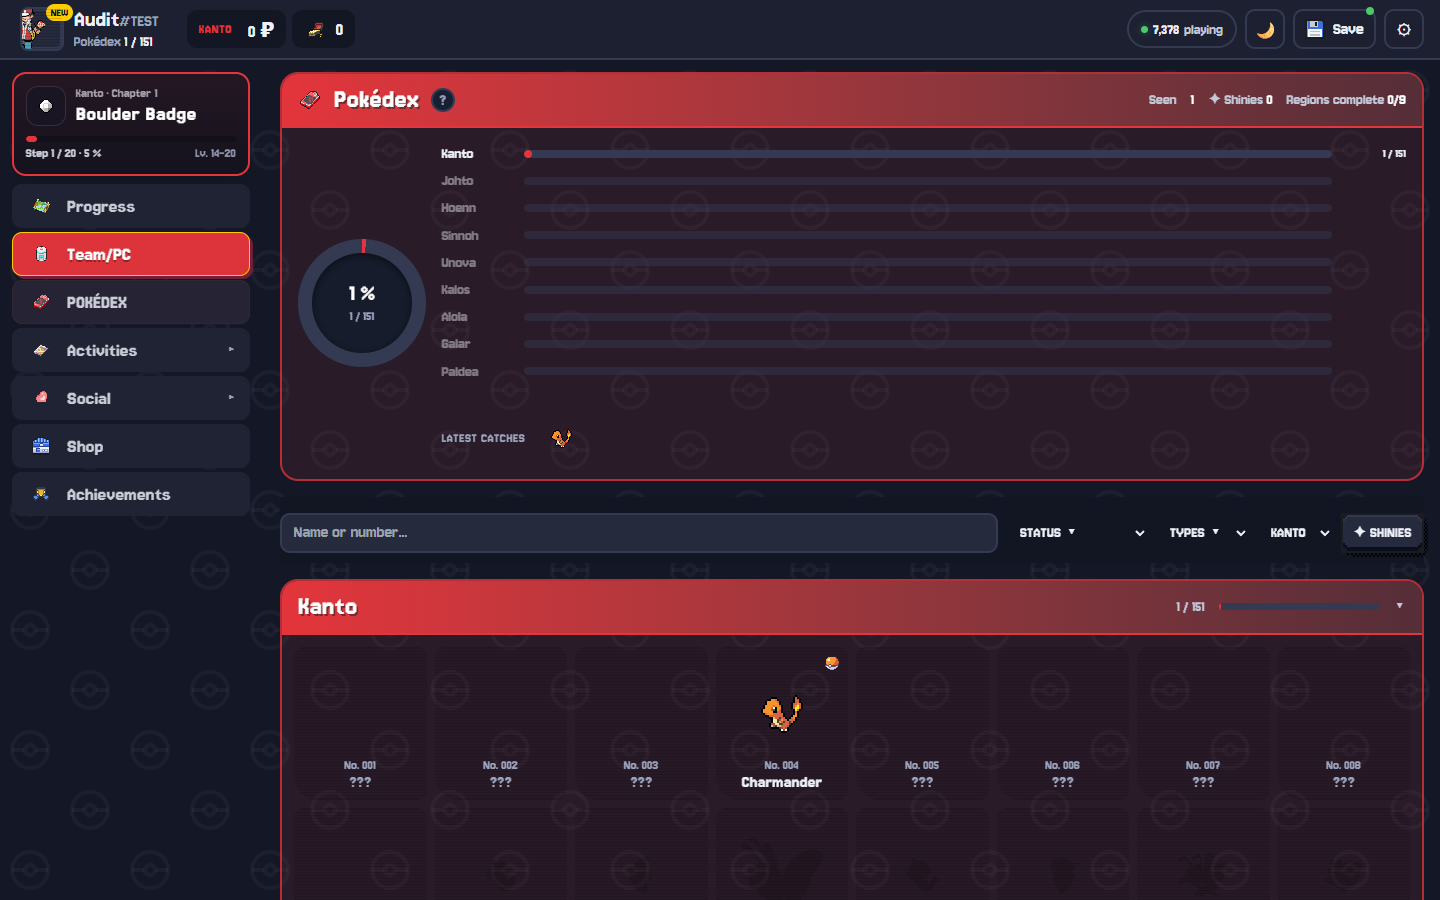 NEW
Audit#TEST
Pokédex 1 / 151
KANTO 0 ₽
0
7,378 playing
Save
Kanto · Chapter 1
Boulder Badge
Step 1 / 20 · 5 %
Lv. 14-20
Progress
Team/PC
POKÉDEX
Activities
Social
Shop
Achievements
Pokédex ?
Seen 1 Shinies 0 Regions complete 0/9
Kanto 1 / 151
Johto
Hoenn
Sinnoh
Unova
Kalos
Alola
Galar
Paldea
1 %
1 / 151
LATEST CATCHES
Name or number...
STATUS
TYPES
KANTO
SHINIES
Kanto
1 / 151
No. 001
???
No. 002
???
No. 003
???
No. 004
Charmander
No. 005
???
No. 006
???
No. 007
???
No. 008
???